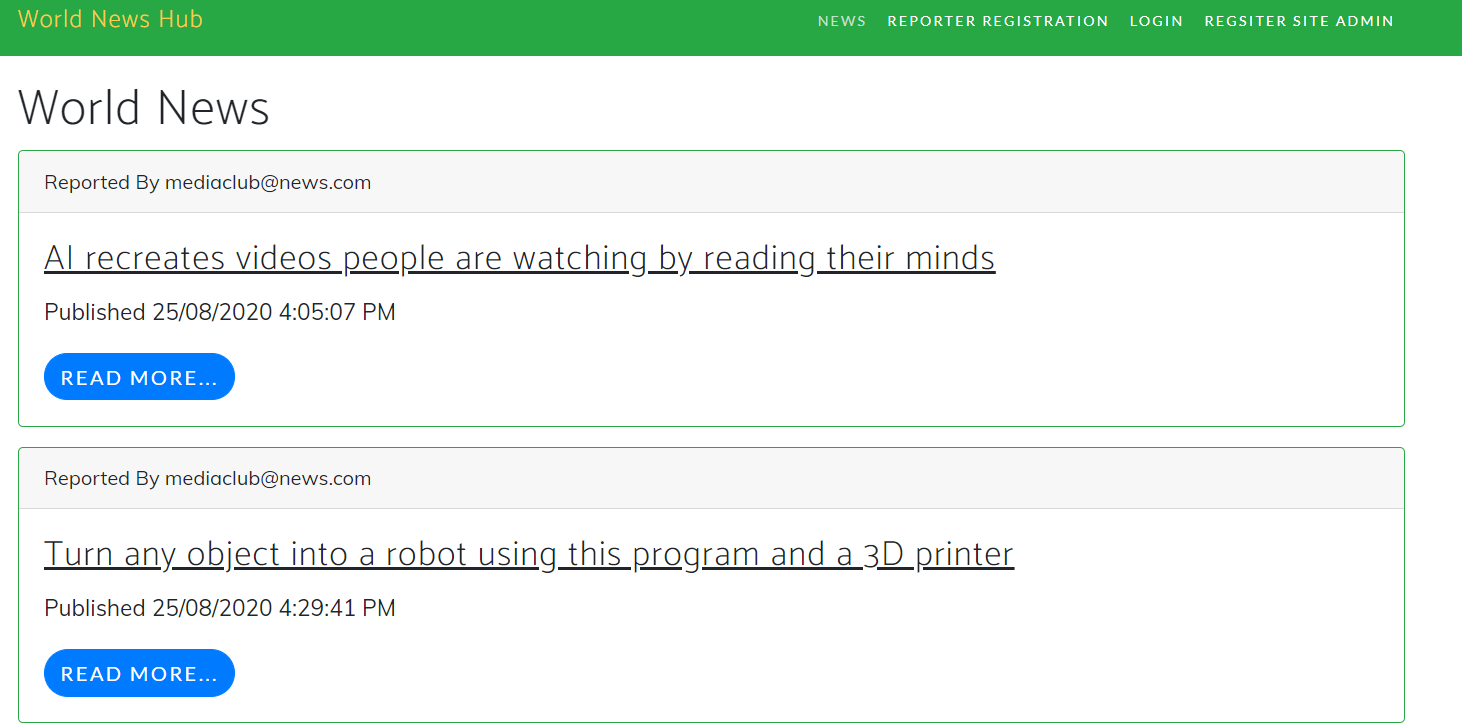 World News Hub
NEWS REPORTER REGISTRATION LOGIN REGSITER SITE ADMIN
World News
Reported By mediaclub@news.com
AI recreates videos people are watching by reading their minds
Published 25/08/2020 4:05:07 PM
READ MORE...
Reported By mediaclub@news.com
Turn any object into a robot using this program and a 3D printer
Published 25/08/2020 4:29:41 PM
READ MORE...